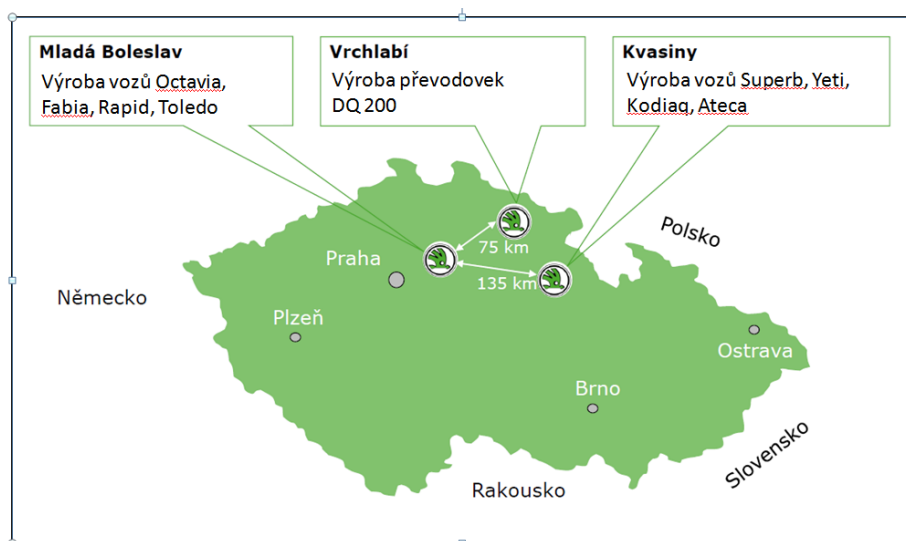 Mladá Boleslav
Výroba vozů Octavia,
Fabia, Rapid, Toledo
Vrchlabí
Výroba převodovek
DQ 200
Kvasiny
Výroba vozů Superb, Yeti,
Kodiaq, Ateca
Polsko
75 km
Praha
135 km
Německo
Plzeň
Ostrava
Brno
Slovensko
Rakousko